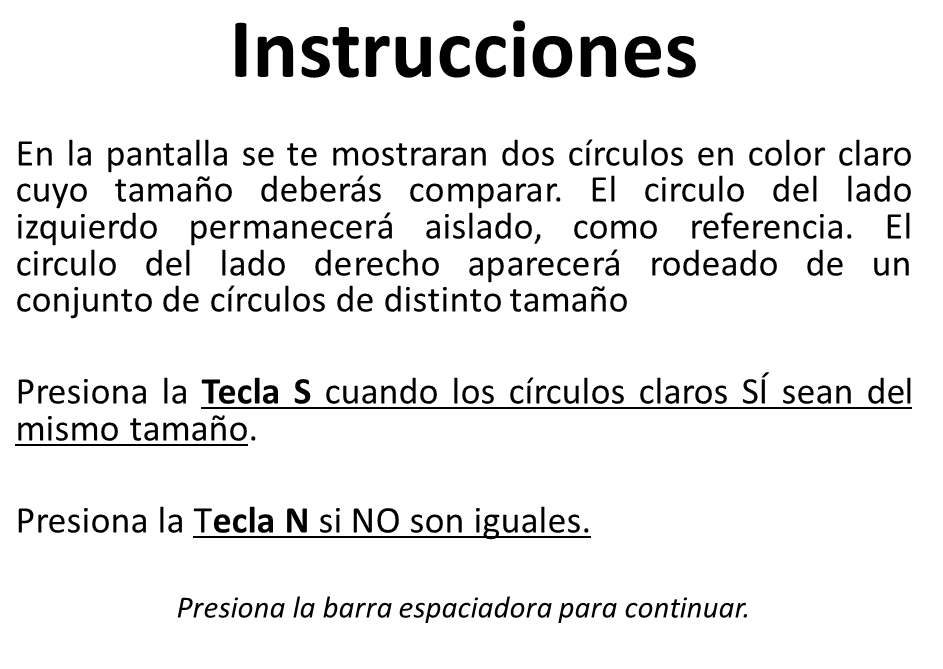 Instrucciones
En la pantalla se te mostraran dos círculos en color claro
cuyo tamaño deberás comparar. El circulo del lado
izquierdo permanecerá aislado, como referencia. El
circulo del lado derecho aparecerá rodeado de un
conjunto de círculos de distinto tamaño
Presiona la Tecla S cuando los círculos claros SÍ sean del
mismo tamaño.
Presiona la Tecla N si NO son iguales.
Presiona la barra espaciadora para continuar.